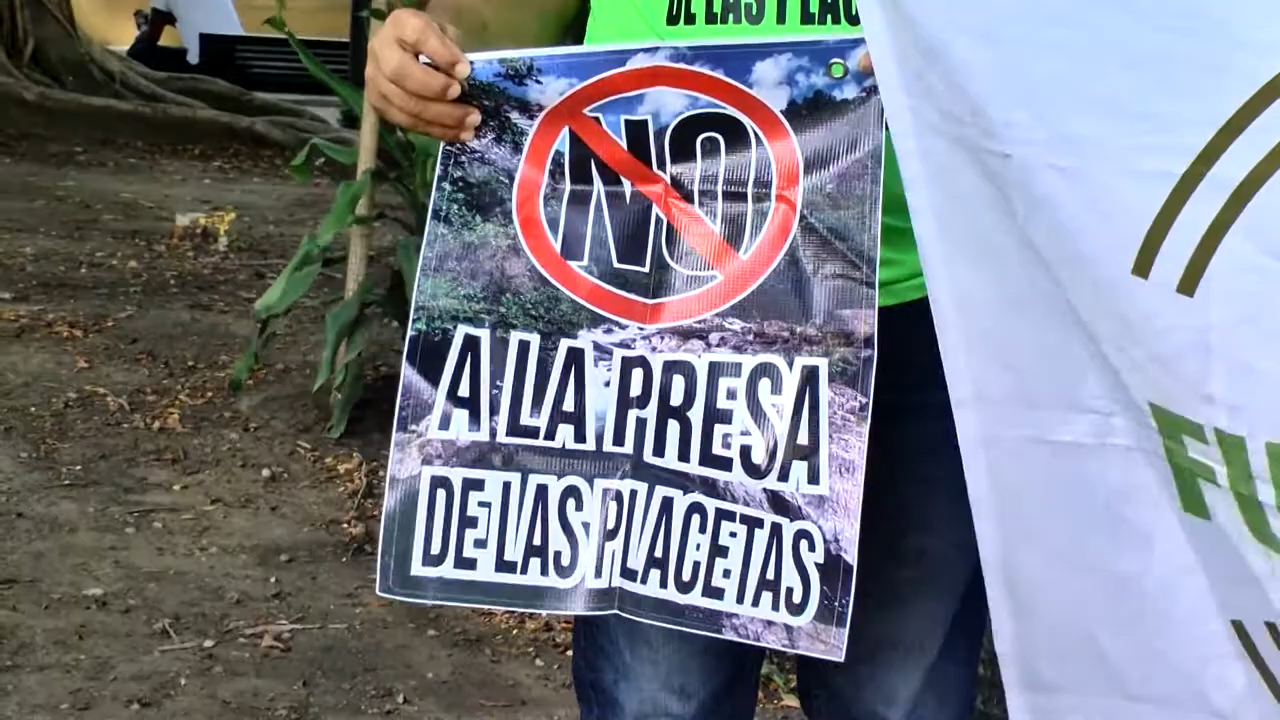 DE LAS PLAC
NO
A LA PRESA
DE LAS PLACETAS
FU